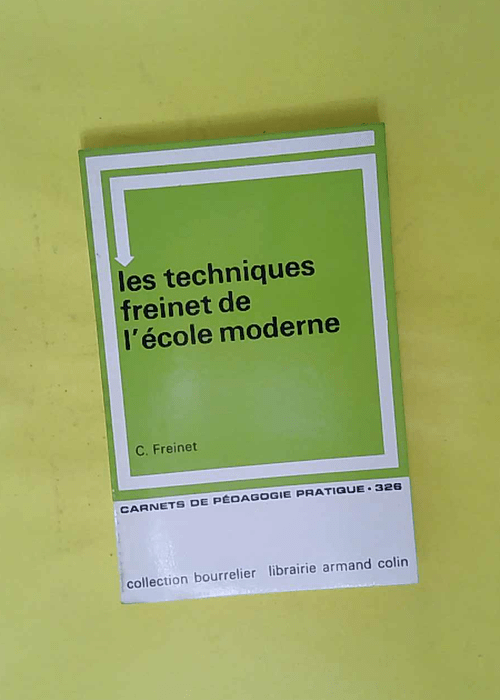 les techniques
freinet de
l'école moderne
C. Freinet
CARNETS DE PÉDAGOGIE PRATIQUE • 326
collection bourrelier librairie armand colin